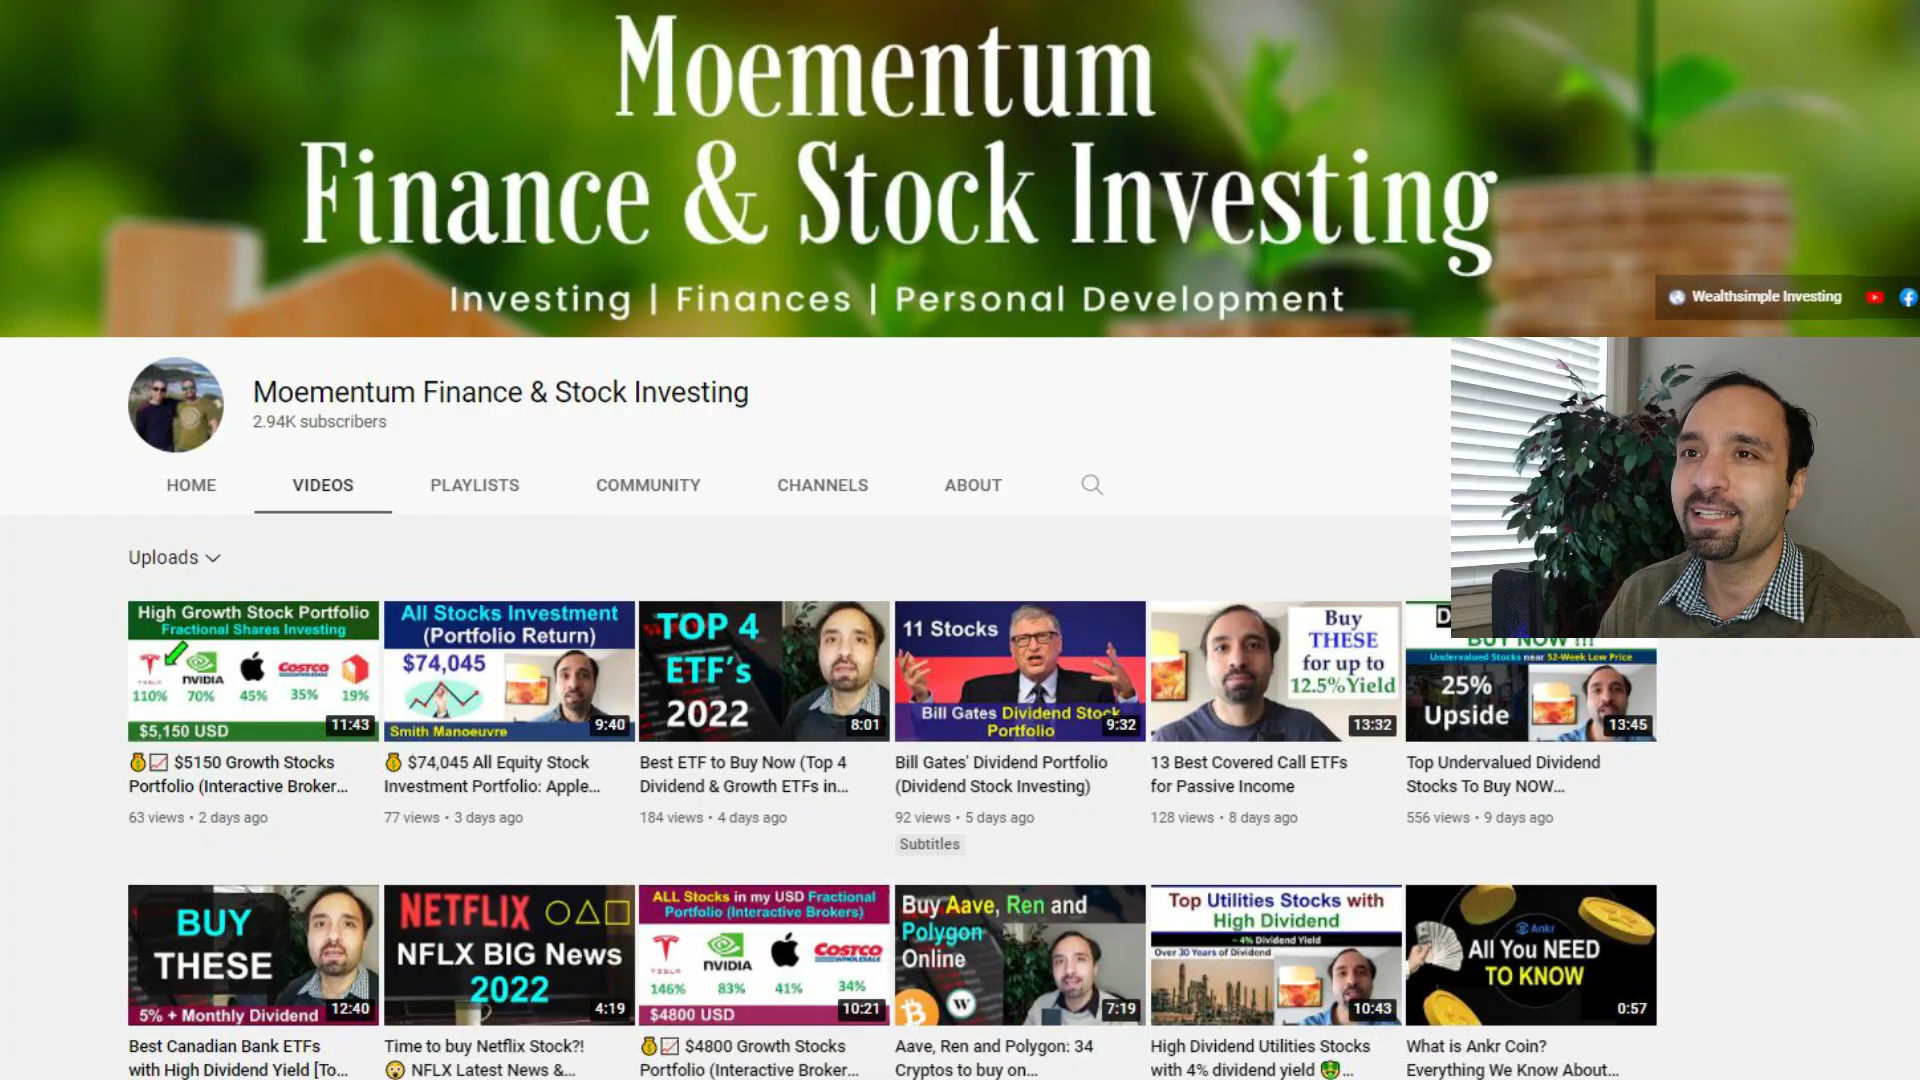 Moementum
Finance & Stock Investing
Investing | Finances | Personal Development
Wealthsimple Investing
Moementum Finance & Stock Investing
2.94K subscribers
HOME
VIDEOS
PLAYLISTS
COMMUNITY
CHANNELS
ABOUT
Uploads
High Growth Stock Portfolio
Fractional Shares Investing
TESLA
NVIDIA
COSTCO
WHOLESALE
110%
70%
45%
35%
19%
$5,150 USD
11:43
💰📈 $5150 Growth Stocks
Portfolio (Interactive Broker...
63 views • 2 days ago
All Stocks Investment
(Portfolio Return)
$74,045
Smith Manoeuvre
9:40
💰 $74,045 All Equity Stock
Investment Portfolio: Apple...
77 views • 3 days ago
TOP 4
ETF's
2022
8:01
Best ETF to Buy Now (Top 4
Dividend & Growth ETFs in...
184 views • 4 days ago
11 Stocks
Bill Gates Dividend Stock
Portfolio
9:32
Bill Gates' Dividend Portfolio
(Dividend Stock Investing)
92 views • 5 days ago
Subtitles
Buy
THESE
for up to
12.5%Yield
13:32
13 Best Covered Call ETFs
for Passive Income
128 views • 8 days ago
BUY NOW !!!
Undervalued Stocks near 52-Week Low Price
25%
Upside
13:45
Top Undervalued Dividend
Stocks To Buy NOW...
556 views • 9 days ago
BUY
THESE
5% + Monthly Dividend
12:40
Best Canadian Bank ETFs
with High Dividend Yield [To...
NETFLIX
NFLX BIG News
2022
4:19
Time to buy Netflix Stock?!
😲 NFLX Latest News &...
ALL Stocks in my USD Fractional
Portfolio (Interactive Brokers)
TESLA
NVIDIA
COSTCO
WHOLESALE
146%
83%
41%
34%
$4800 USD
10:21
💰📈 $4800 Growth Stocks
Portfolio (Interactive Broker...
Buy Aave, Ren and
Polygon
Online
W
7:19
Aave, Ren and Polygon: 34
Cryptos to buy on...
Top Utilities Stocks with
High Dividend
~ 4% Dividend Yield
Over 30 Years of Dividend
10:43
High Dividend Utilities Stocks
with 4% dividend yield 🤑...
Ankr
All You NEED
TO KNOW
0:57
What is Ankr Coin?
Everything We Know About...